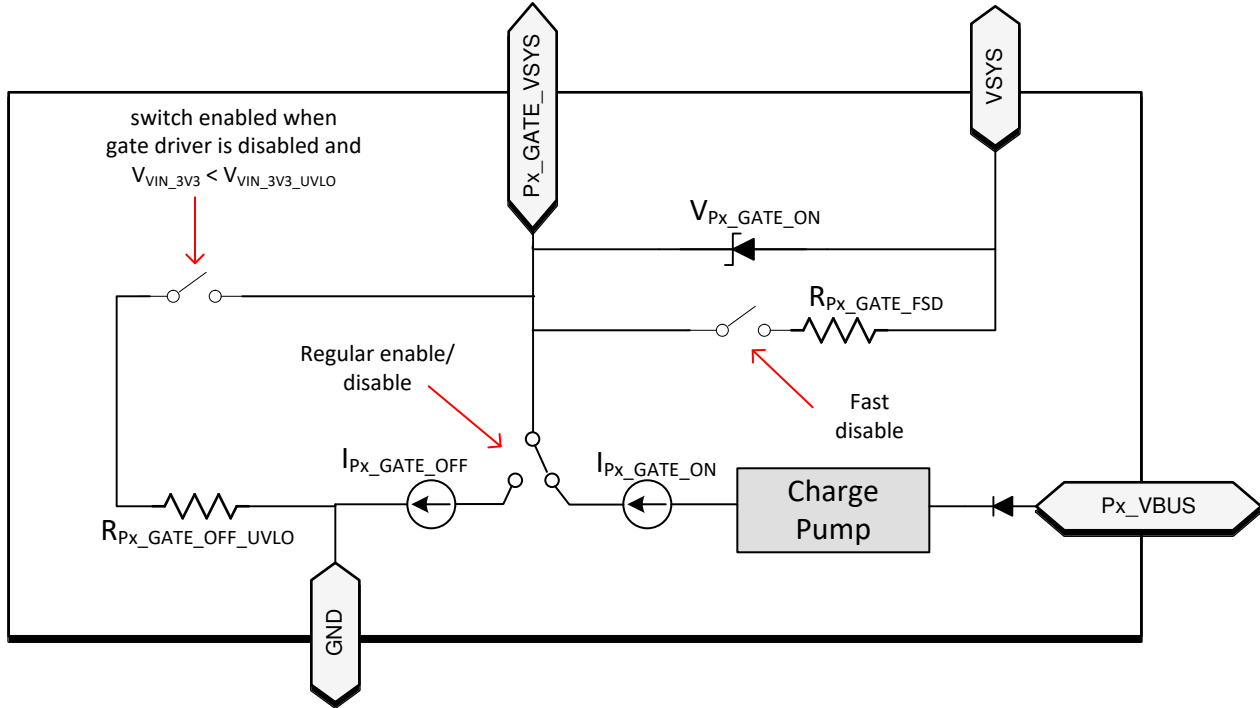 Px_GATE_VSYS
VSYS
switch enabled when
gate driver is disabled and
VVIN_3V3 < VVIN_3V3_UVLO
VPx_GATE_ON
RPx_GATE_FSD
Regular enable/
disable
Fast
disable
IPx_GATE_OFF
IPx_GATE_ON
Charge
Pump
Px_VBUS
RPx_GATE_OFF_UVLO
GND